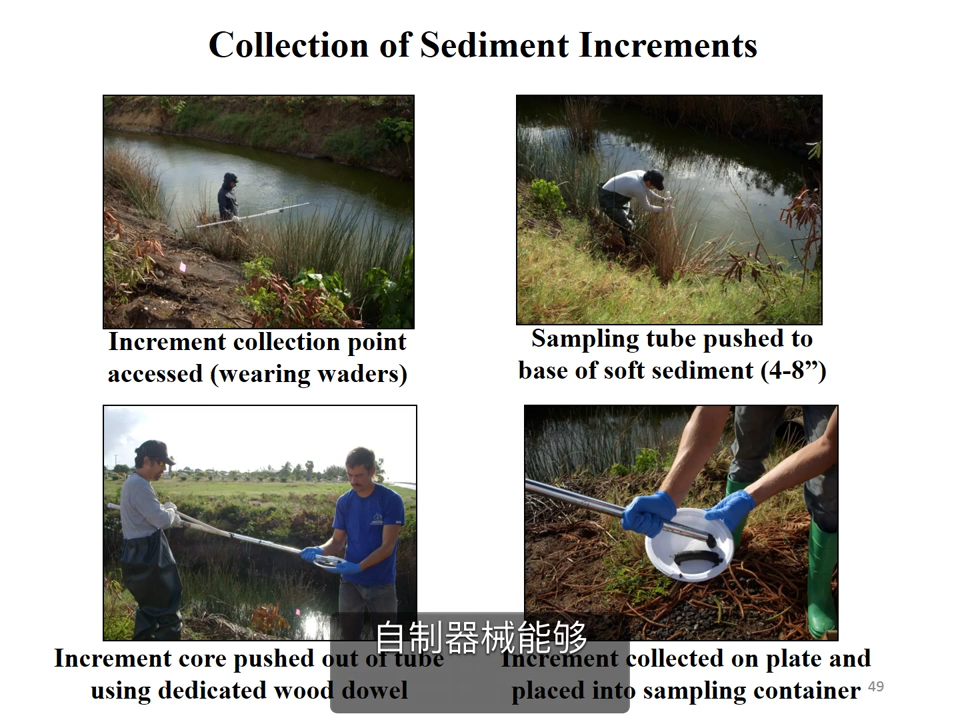 Collection of Sediment Increments
Increment collection point
accessed (wearing waders)
Sampling tube pushed to
base of soft sediment (4-8”)
Increment core pushed out of tube
using dedicated wood dowel
Increment collected on plate and
placed into sampling container
49
自制器械能够